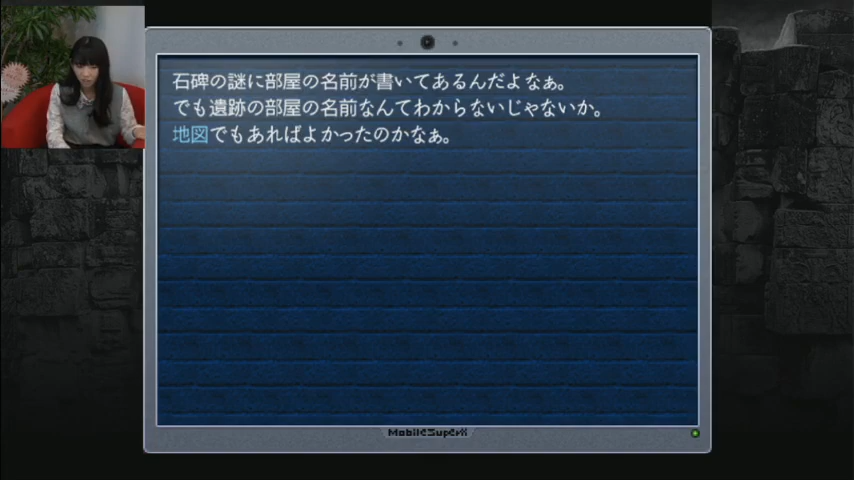 石碑の謎に部屋の名前が書いてあるんだよなぁ。
でも遺跡の部屋の名前なんてわからないじゃないか。
地図でもあればよかったのかなぁ。
MobileSuperX